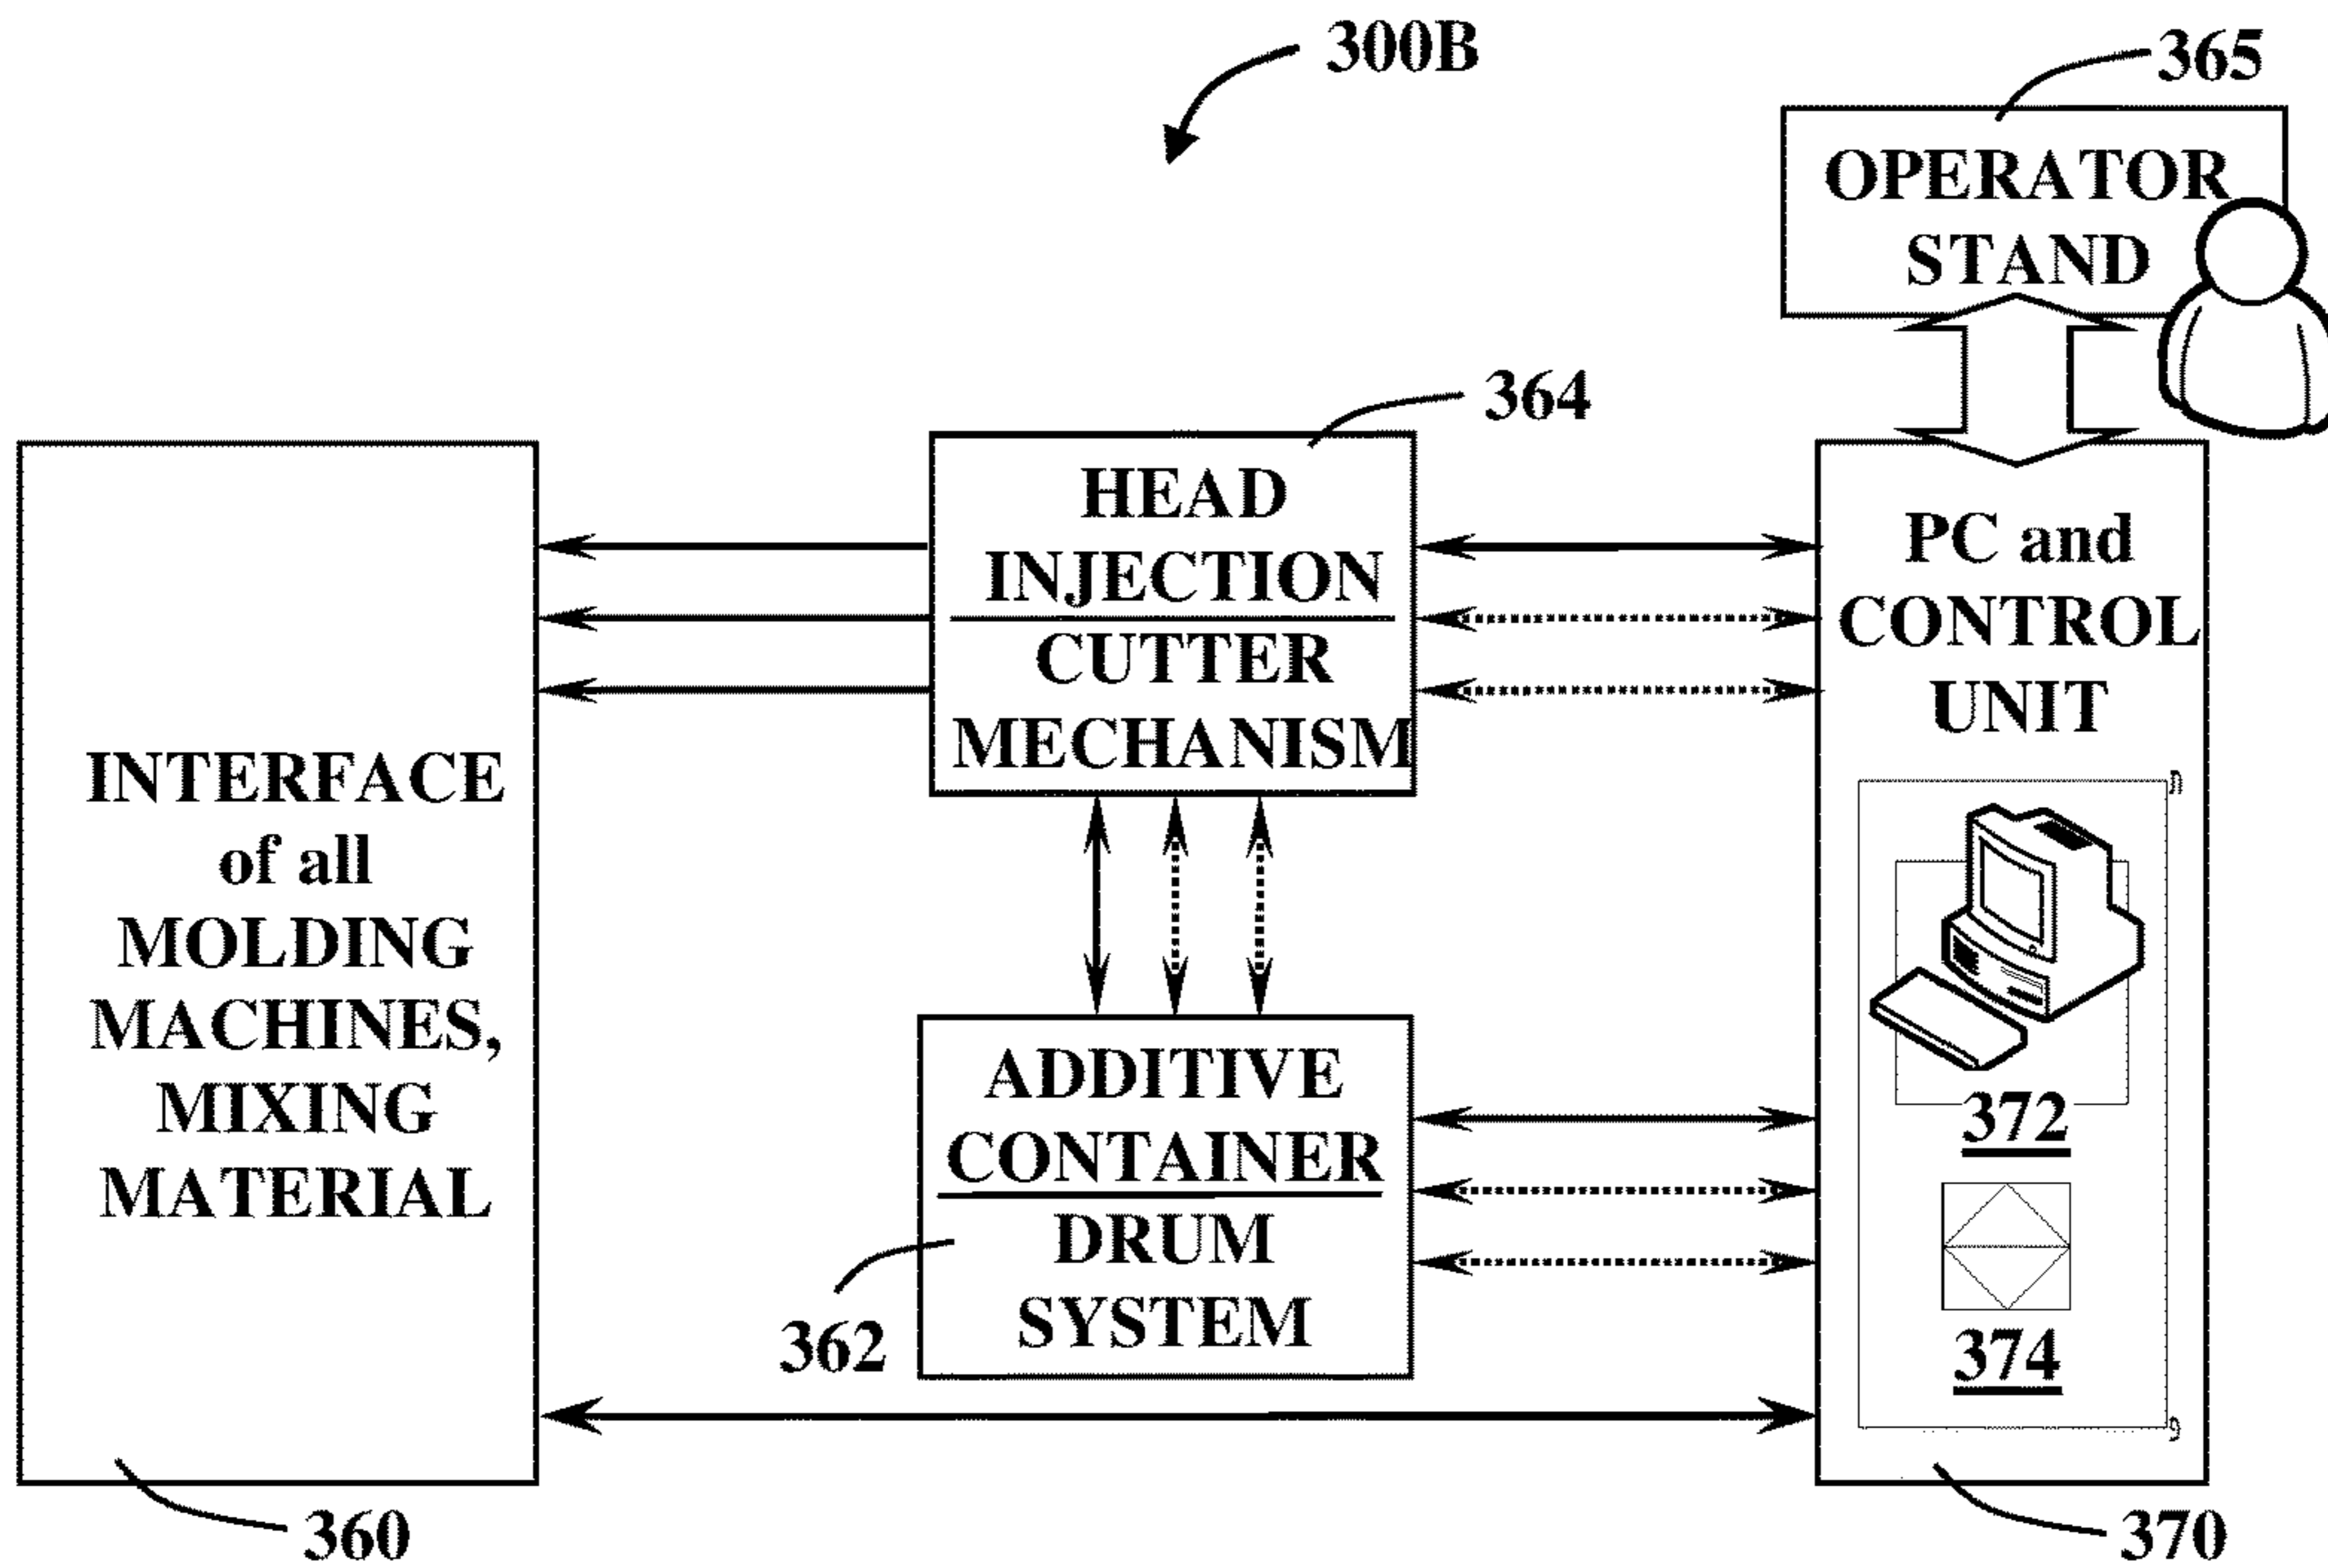 300B
365
OPERATOR
STAND
364
HEAD
INJECTION
CUTTER
MECHANISM
PC and
CONTROL
UNIT
INTERFACE
of all
MOLDING
MACHINES,
MIXING
MATERIAL
ADDITIVE
CONTAINER
DRUM
SYSTEM
362
372
374
360
370